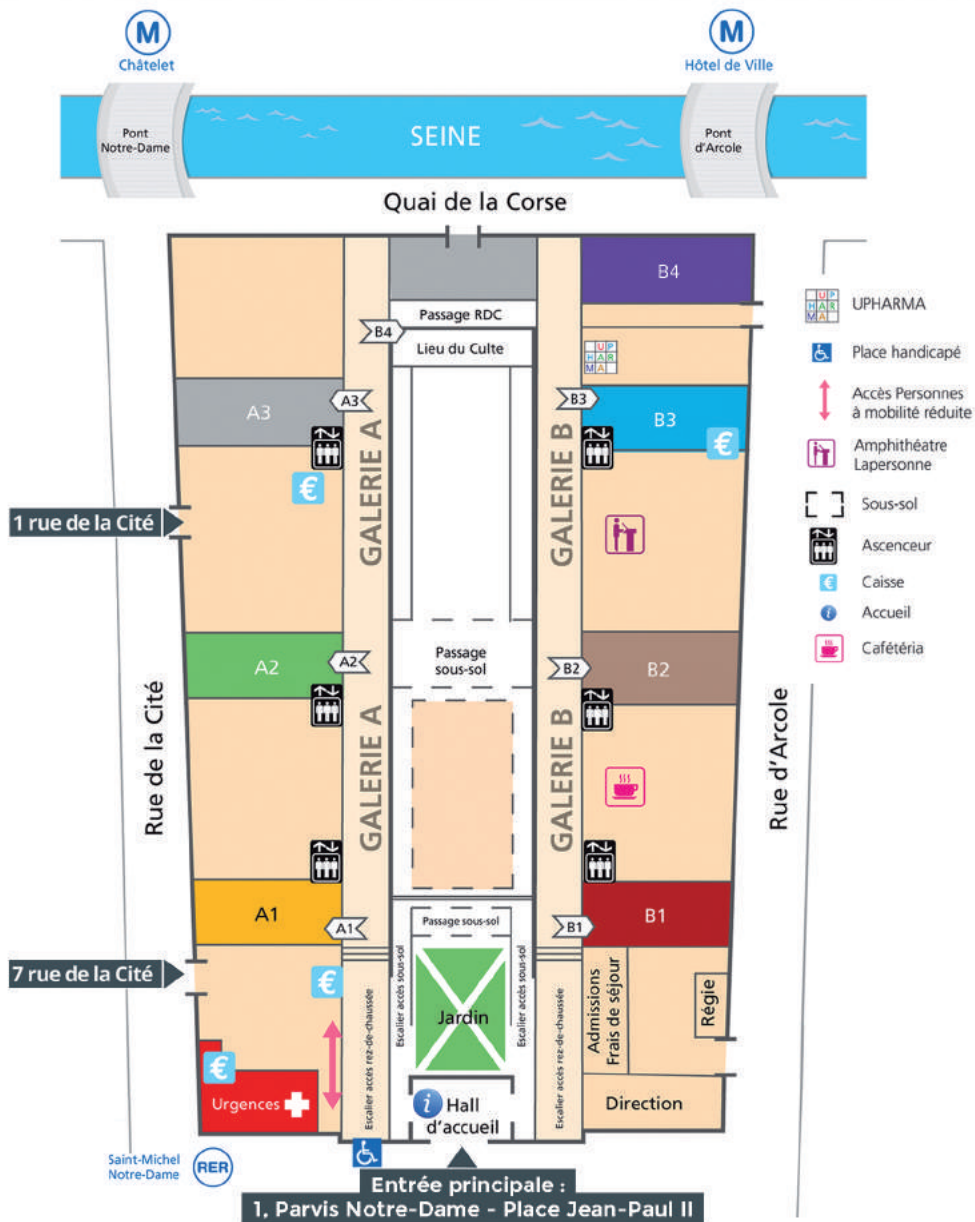 M
Châtelet
M
Hôtel de Ville
Pont
Notre-Dame
SEINE
Pont
d'Arcole
Quai de la Corse
B4
Passage RDC
B4
Lieu du Culte
U P
H A R
M A
A3
A3
B3
B3
€
€
GALERIE A
GALERIE B
1 rue de la Cité
Passage
sous-sol
A2
A2
B2
B2
Rue de la Cité
GALERIE A
GALERIE B
Rue d'Arcole
A1
A1
Passage sous-sol
B1
B1
7 rue de la Cité
€
Escalier accès sous-sol
Escalier accès sous-sol
Jardin
Escalier accès rez-de-chaussée
Escalier accès rez-de-chaussée
Admissions
Frais de séjour
Régie
€
Urgences
i
Hall
d'accueil
Direction
Saint-Michel
Notre-Dame
RER
Entrée principale :
1, Parvis Notre-Dame - Place Jean-Paul II
U P
H A R
M A
UPHARMA
Place handicapé
Accès Personnes
à mobilité réduite
Amphithéatre
Lapersonne
Sous-sol
Ascenceur
€
Caisse
i
Accueil
Cafétéria